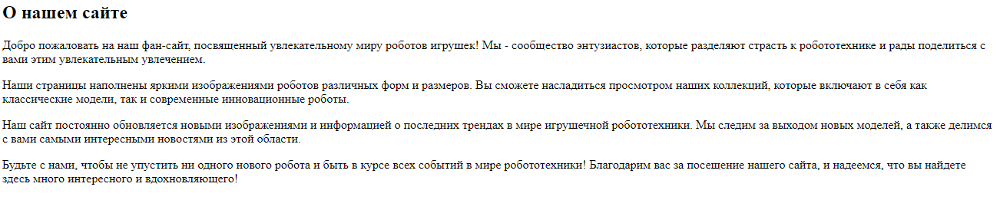 О нашем сайте
Добро пожаловать на наш фан-сайт, посвященный увлекательному миру роботов игрушек! Мы - сообщество энтузиастов, которые разделяют страсть к робототехнике и рады поделиться с
вами этим увлекательным увлечением.
Наши страницы наполнены яркими изображениями роботов различных форм и размеров. Вы сможете насладиться просмотром наших коллекций, которые включают в себя как
классические модели, так и современные инновационные роботы.
Наш сайт постоянно обновляется новыми изображениями и информацией о последних трендах в мире игрушечной робототехники. Мы следим за выходом новых моделей, а также делимся
с вами самыми интересными новостями из этой области.
Будьте с нами, чтобы не упустить ни одного нового робота и быть в курсе всех событий в мире робототехники! Благодарим вас за посещение нашего сайта, и надеемся, что вы найдете
здесь много интересного и вдохновляющего!